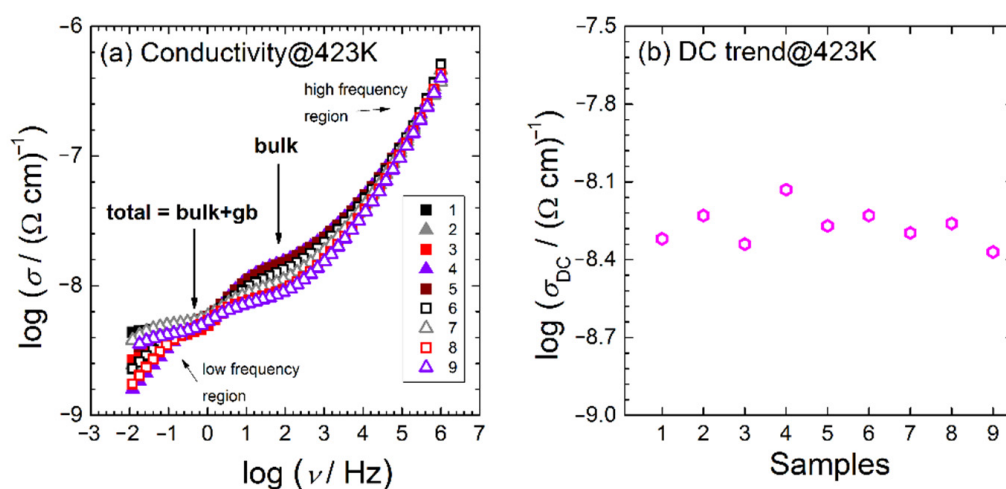 (a) Conductivity@423K
high frequency
region
bulk
total = bulk+gb
low frequency
region
1
2
3
4
5
6
7
8
9
log (σ / (Ω cm)⁻¹
−6
−7
−8
−9
−3 −2 −1 0 1 2 3 4 5 6 7
log (ν / Hz)
(b) DC trend@423K
log (σDC / (Ω cm)⁻¹
−7.5
−7.8
−8.1
−8.4
−8.7
−9.0
1 2 3 4 5 6 7 8 9
Samples